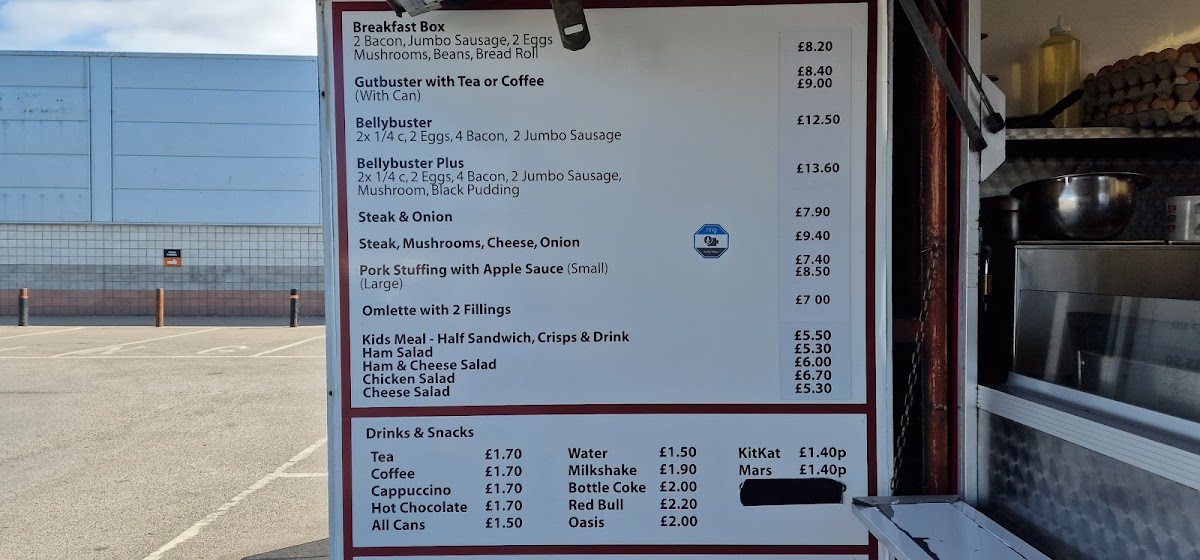 Breakfast Box
2 Bacon, Jumbo Sausage, 2 Eggs
Mushrooms, Beans, Bread Roll £8.20
Gutbuster with Tea or Coffee £8.40
(With Can) £9.00
Bellybuster £12.50
2x 1/4 c, 2 Eggs, 4 Bacon, 2 Jumbo Sausage
Bellybuster Plus £13.60
2x 1/4 c, 2 Eggs, 4 Bacon, 2 Jumbo Sausage,
Mushroom, Black Pudding
Steak & Onion £7.90
Steak, Mushrooms, Cheese, Onion £9.40
ring
Pork Stuffing with Apple Sauce (Small) £7.40
(Large) £8.50
Omlette with 2 Fillings £7 00
Kids Meal - Half Sandwich, Crisps & Drink £5.50
Ham Salad £5.30
Ham & Cheese Salad £6.00
Chicken Salad £6.70
Cheese Salad £5.30
Drinks & Snacks
Tea £1.70 Water £1.50 KitKat £1.40p
Coffee £1.70 Milkshake £1.90 Mars £1.40p
Cappuccino £1.70 Bottle Coke £2.00
Hot Chocolate £1.70 Red Bull £2.20
All Cans £1.50 Oasis £2.00